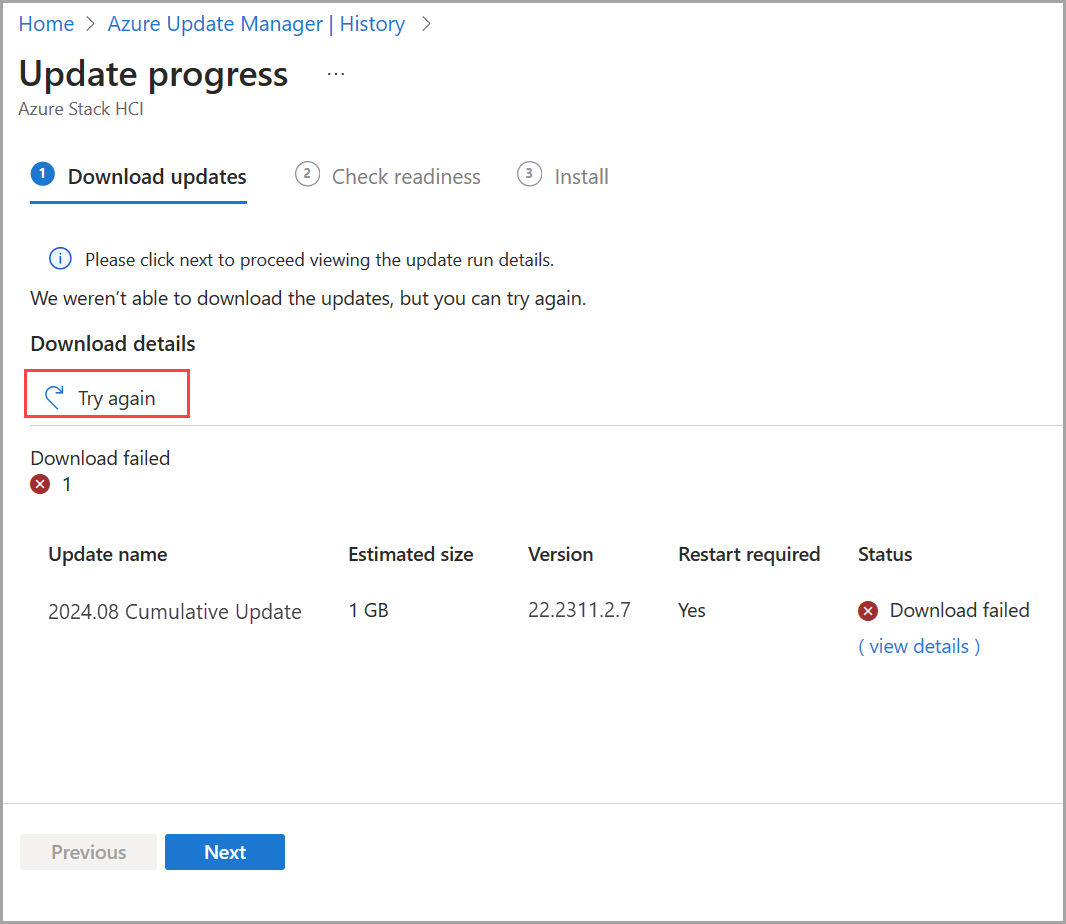 Home > Azure Update Manager | History >
Update progress ...
Azure Stack HCI
1 Download updates 2 Check readiness 3 Install
i Please click next to proceed viewing the update run details.
We weren’t able to download the updates, but you can try again.
Download details
Try again
Download failed
1
Update name Estimated size Version Restart required Status
2024.08 Cumulative Update 1 GB 22.2311.2.7 Yes Download failed
( view details )
Previous Next